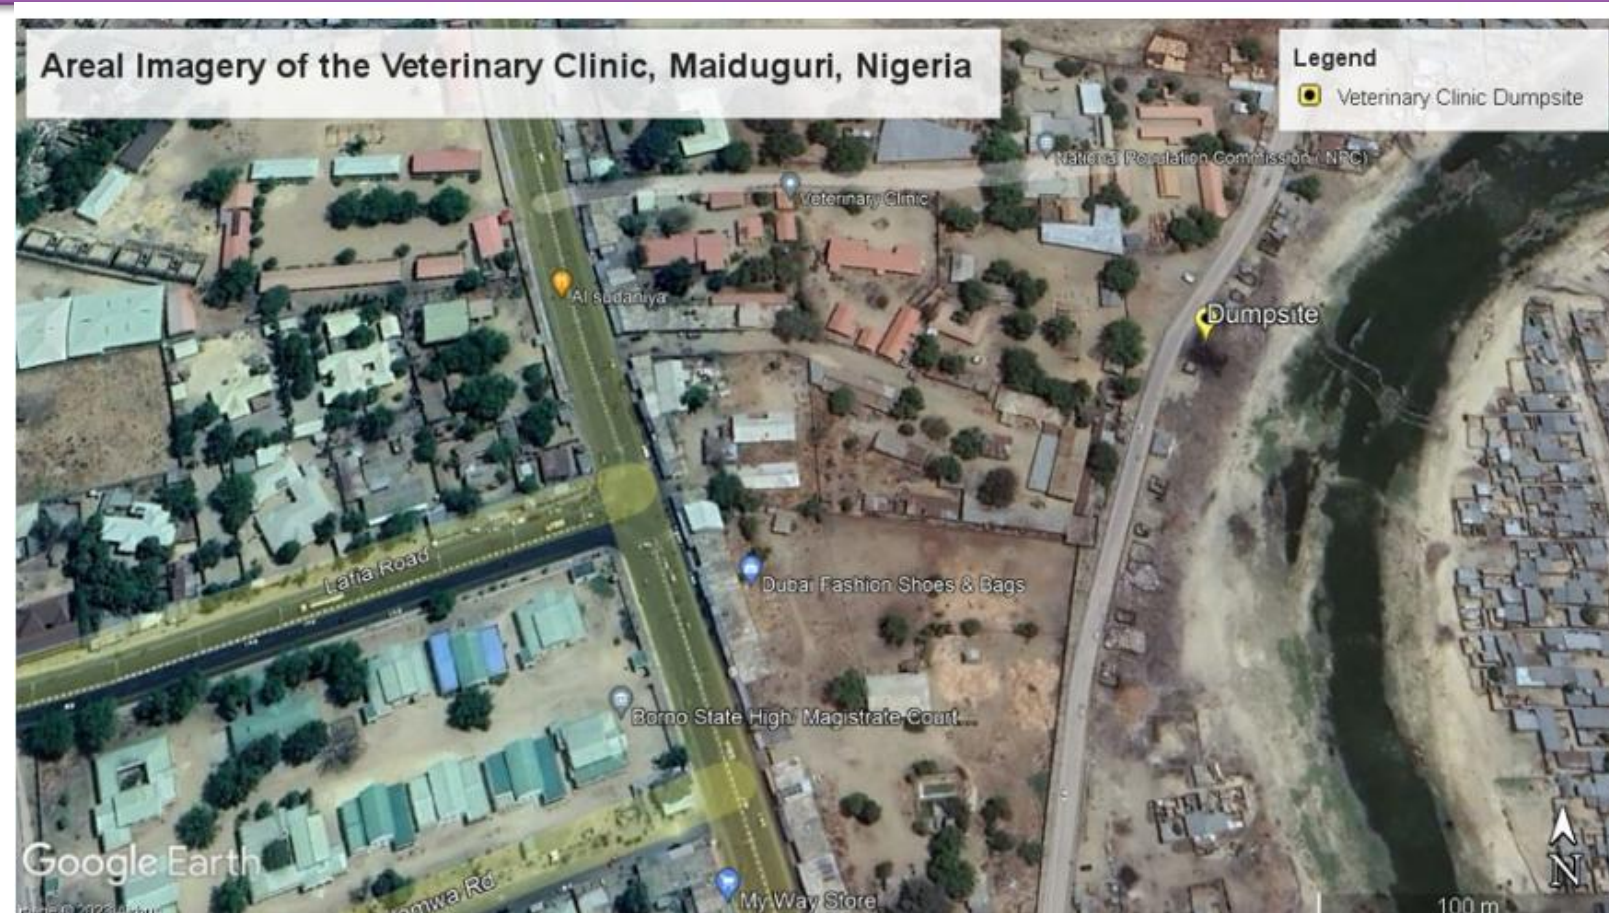 Areal Imagery of the Veterinary Clinic, Maiduguri, Nigeria
Legend
Veterinary Clinic Dumpsite
National Population Commission ( NPC)
Veterinary Clinic
Al sudaniya
Dumpsite
Lafia Road
Dubai Fashion Shoes & Bags
Borno State High/ Magistrate Court...
Google Earth
N
My Way Store
100 m